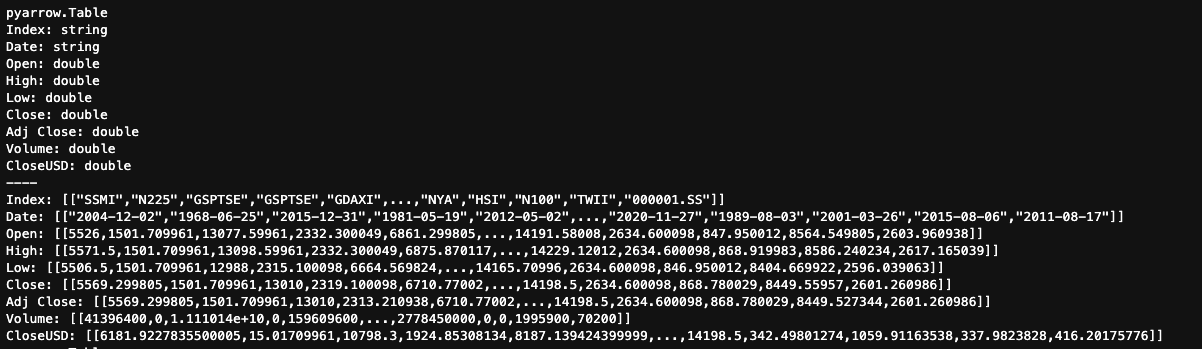 pyarrow.Table
Index: string
Date: string
Open: double
High: double
Low: double
Close: double
Adj Close: double
Volume: double
CloseUSD: double
----
Index: [["SSMI","N225","GSPTSE","GSPTSE","GDAXI",...,"NYA","HSI","N100","TWII","000001.SS"]]
Date: [["2004-12-02","1968-06-25","2015-12-31","1981-05-19","2012-05-02",...,"2020-11-27","1989-08-03","2001-03-26","2015-08-06","2011-08-17"]]
Open: [[5526,1501.709961,13077.59961,2332.300049,6861.299805,...,14191.58008,2634.600098,847.950012,8564.549805,2603.960938]]
High: [[5571.5,1501.709961,13098.59961,2332.300049,6875.870117,...,14229.12012,2634.600098,868.919983,8586.240234,2617.165039]]
Low: [[5506.5,1501.709961,12988,2315.100098,6664.569824,...,14165.70996,2634.600098,846.950012,8404.669922,2596.039063]]
Close: [[5569.299805,1501.709961,13010,2319.100098,6710.77002,...,14198.5,2634.600098,868.780029,8449.55957,2601.260986]]
Adj Close: [[5569.299805,1501.709961,13010,2313.210938,6710.77002,...,14198.5,2634.600098,868.780029,8449.527344,2601.260986]]
Volume: [[41396400,0,1.111014e+10,0,159609600,...,2778450000,0,0,1995900,70200]]
CloseUSD: [[6181.9227835500005,15.01709961,10798.3,1924.85308134,8187.139424399999,...,14198.5,342.49801274,1059.91163538,337.9823828,416.20175776]]